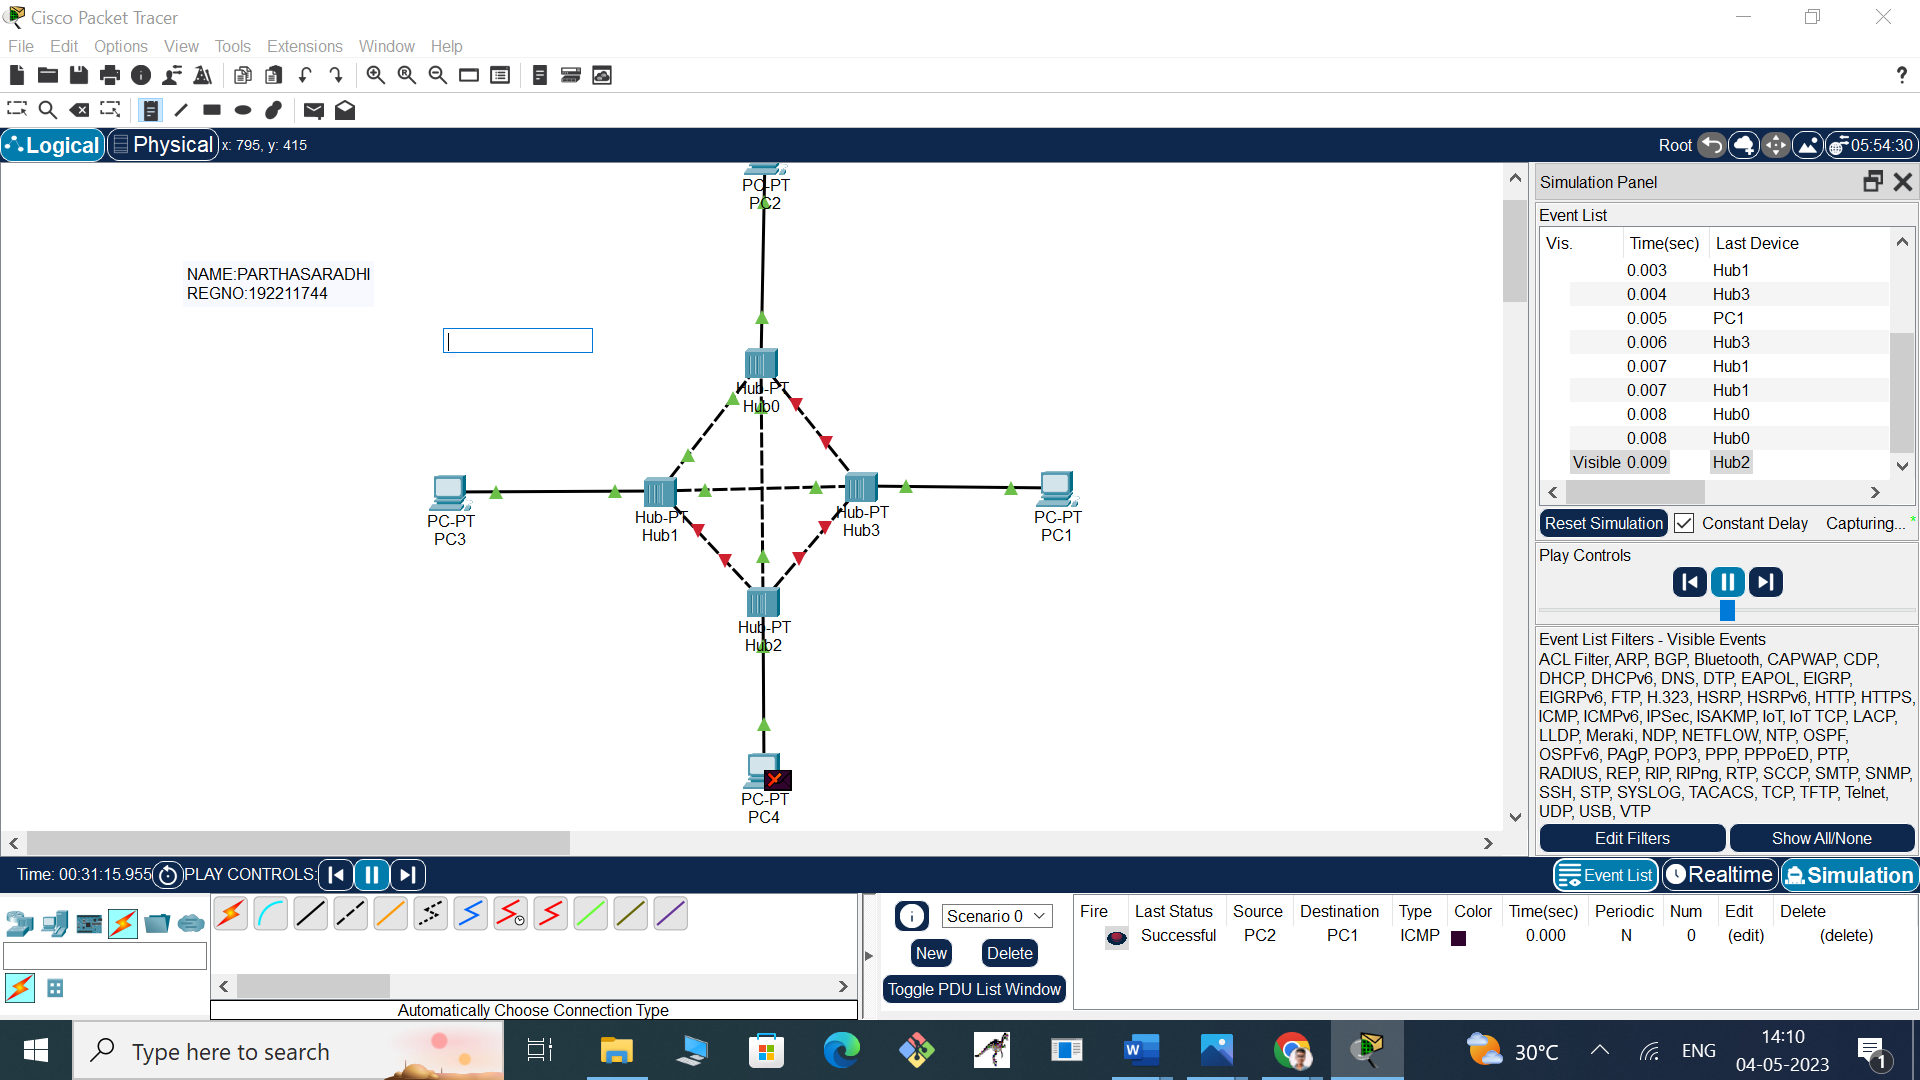 Cisco Packet Tracer
File Edit Options View Tools Extensions Window Help
?
Logical Physical x: 795, y: 415 Root 05:54:30
PC-PT
PC2
NAME:PARTHASARADHI
REGNO:192211744
Hub-PT
Hub0
PC-PT
PC3
Hub-PT
Hub1
Hub-PT
Hub3
PC-PT
PC1
Hub-PT
Hub2
PC-PT
PC4
Simulation Panel
Event List
Vis. Time(sec) Last Device
0.003 Hub1
0.004 Hub3
0.005 PC1
0.006 Hub3
0.007 Hub1
0.007 Hub1
0.008 Hub0
0.008 Hub0
Visible 0.009 Hub2
Reset Simulation Constant Delay Capturing... *
Play Controls
Event List Filters - Visible Events
ACL Filter, ARP, BGP, Bluetooth, CAPWAP, CDP,
DHCP, DHCPv6, DNS, DTP, EAPOL, EIGRP,
EIGRPv6, FTP, H.323, HSRP, HSRPv6, HTTP, HTTPS,
ICMP, ICMPv6, IPSec, ISAKMP, IoT, IoT TCP, LACP,
LLDP, Meraki, NDP, NETFLOW, NTP, OSPF,
OSPFv6, PAgP, POP3, PPP, PPPoED, PTP,
RADIUS, REP, RIP, RIPng, RTP, SCCP, SMTP, SNMP,
SSH, STP, SYSLOG, TACACS, TCP, TFTP, Telnet,
UDP, USB, VTP
Edit Filters Show All/None
Time: 00:31:15.955 PLAY CONTROLS: Event List Realtime Simulation
Automatically Choose Connection Type
Scenario 0
New Delete
Toggle PDU List Window
Fire Last Status Source Destination Type Color Time(sec) Periodic Num Edit Delete
Successful PC2 PC1 ICMP 0.000 N 0 (edit) (delete)
Type here to search
30°C ENG
14:10
04-05-2023
1